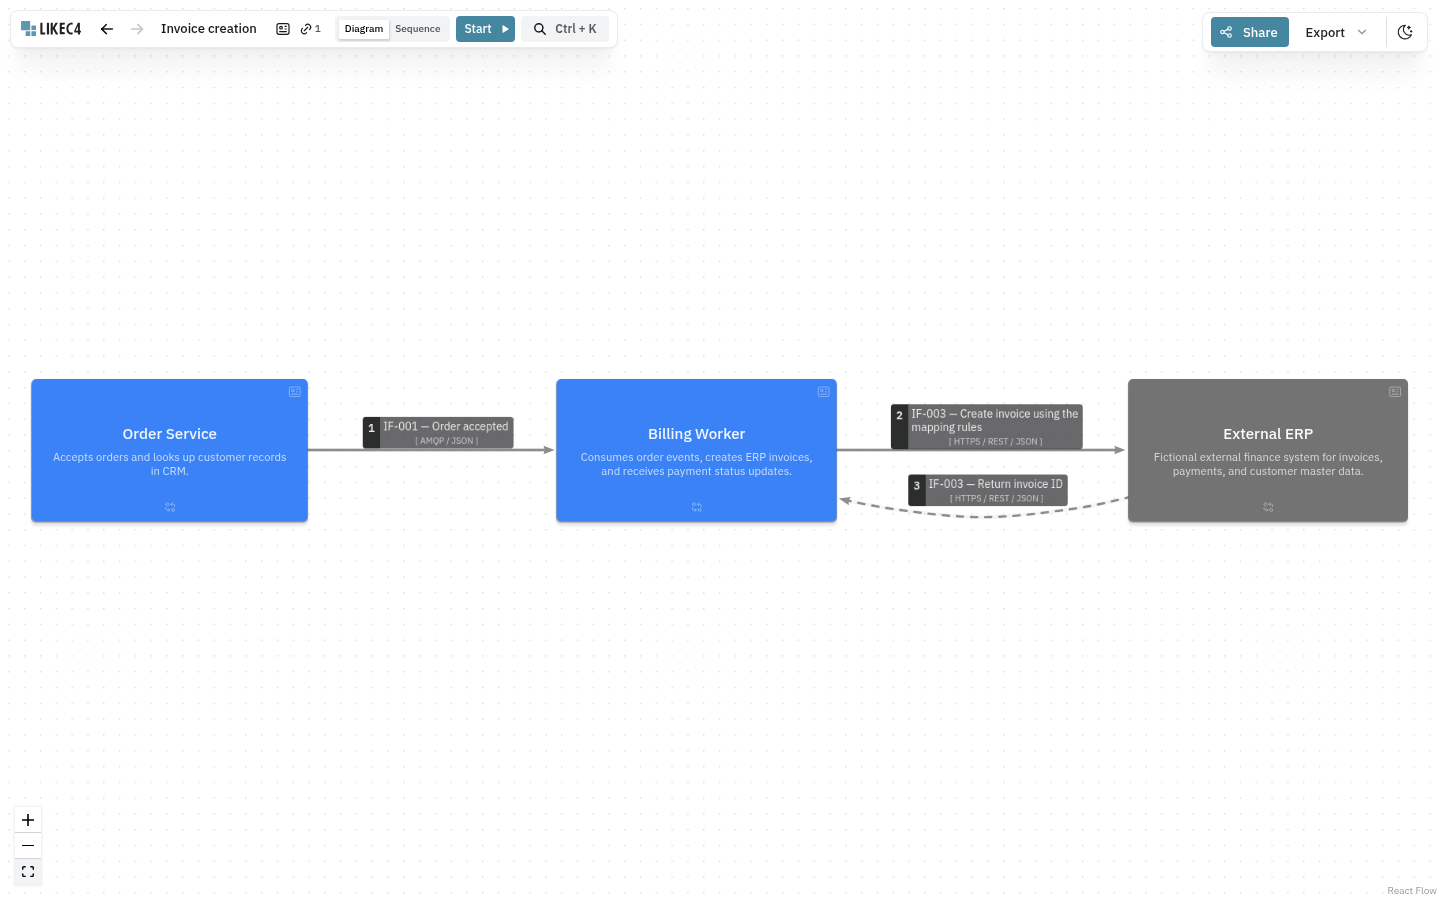 LIKEC4
Invoice creation
1
Diagram
Sequence
Start
Ctrl + K
Share
Export
Order Service
Accepts orders and looks up customer records
in CRM.
1
IF-001 — Order accepted
[ AMQP / JSON ]
Billing Worker
Consumes order events, creates ERP invoices,
and receives payment status updates.
2
IF-003 — Create invoice using the
mapping rules
[ HTTPS / REST / JSON ]
3
IF-003 — Return invoice ID
[ HTTPS / REST / JSON ]
External ERP
Fictional external finance system for invoices,
payments, and customer master data.
React Flow